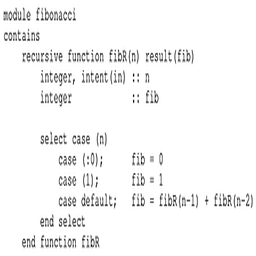 module fibonacci
contains
recursive function fibR(n) result(fib)
integer, intent(in) :: n
integer :: fib
select case (n)
case (:0); fib = 0
case (1); fib = 1
case default; fib = fibR(n-1) + fibR(n-2)
end select
end function fibR